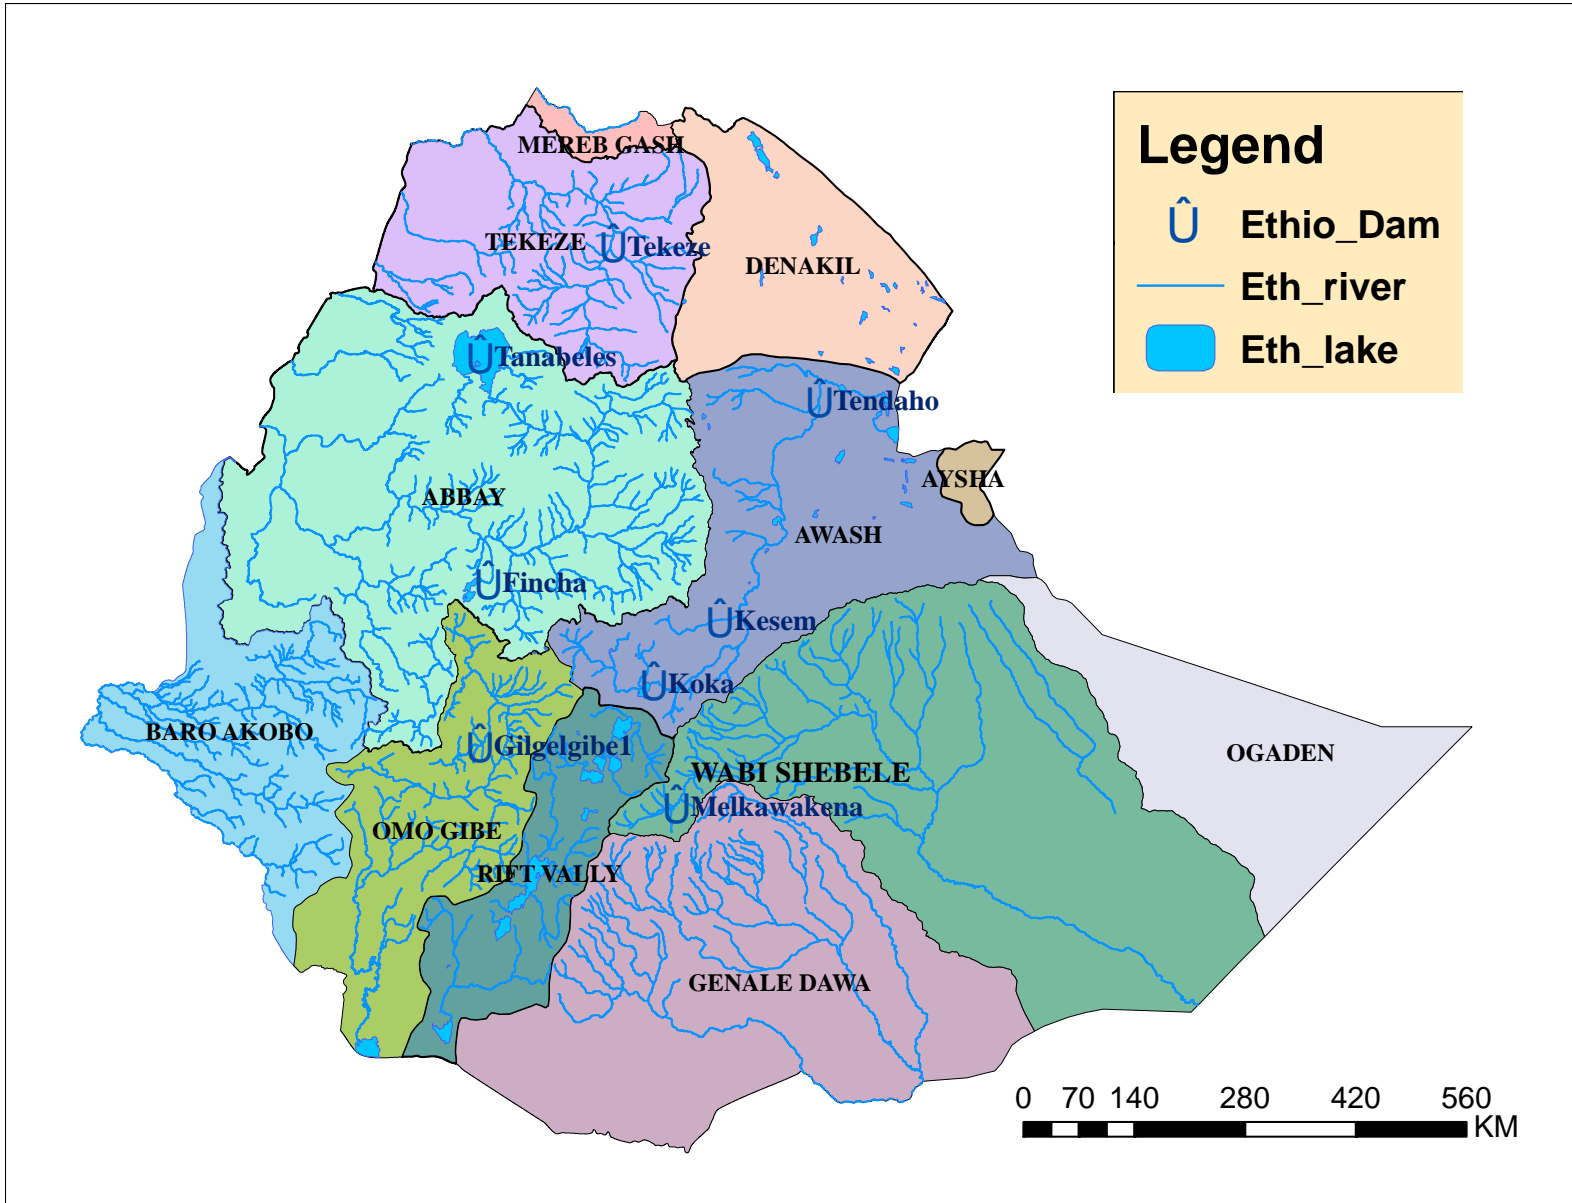 Legend
Û Ethio_Dam
Eth_river
Eth_lake
MEREB GASH
TEKEZE
Û Tekeze
DENAKIL
Û Tanabeles
Û Tendaho
AYSHA
ABBAY
AWASH
Û Fincha
Û Kesem
Û Koka
BARO AKOBO
Û Gilgelgibe1
OGADEN
WABI SHEBELE
Û Melkawakena
OMO GIBE
RIFT VALLY
GENALE DAWA
0 70 140 280 420 560
KM